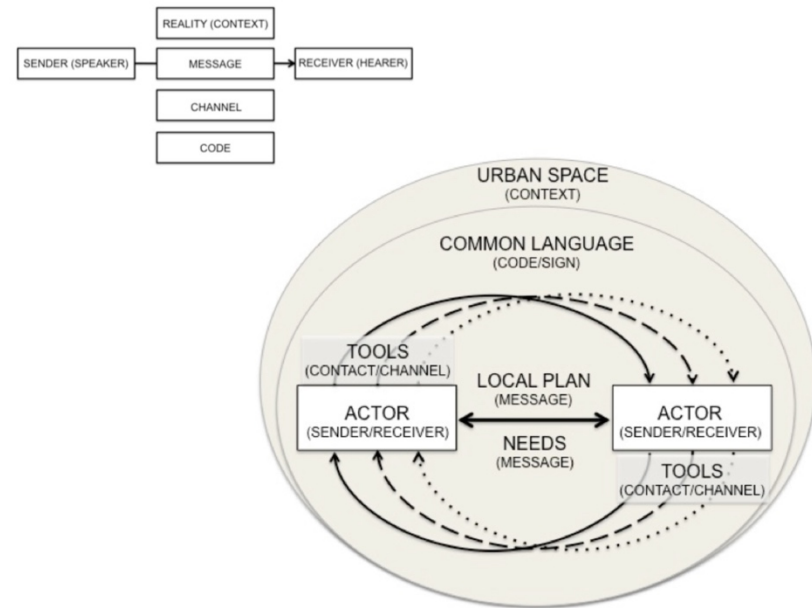 REALITY (CONTEXT)
SENDER (SPEAKER)
MESSAGE
RECEIVER (HEARER)
CHANNEL
CODE
URBAN SPACE
(CONTEXT)
COMMON LANGUAGE
(CODE/SIGN)
TOOLS
(CONTACT/CHANNEL)
LOCAL PLAN
(MESSAGE)
ACTOR
(SENDER/RECEIVER)
ACTOR
(SENDER/RECEIVER)
NEEDS
(MESSAGE)
TOOLS
(CONTACT/CHANNEL)